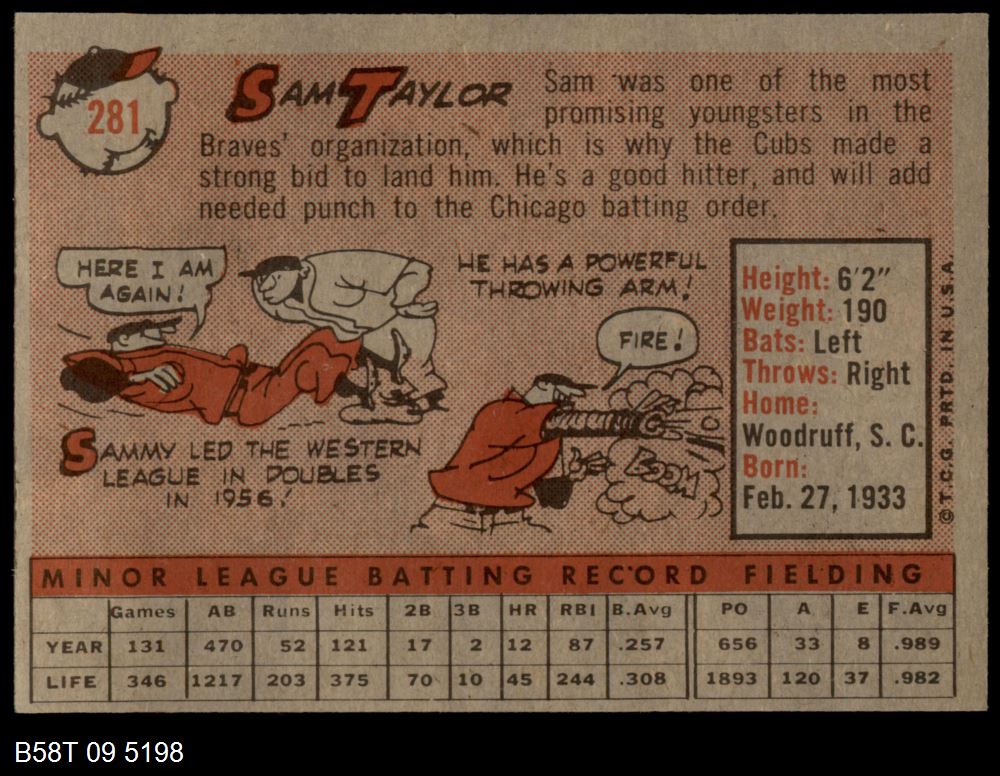 281
SAM TAYLOR
Sam was one of the most
promising youngsters in the
Braves' organization, which is why the Cubs made a
strong bid to land him. He's a good hitter, and will add
needed punch to the Chicago batting order.
HERE I AM
AGAIN!
SAMMY LED THE WESTERN
LEAGUE IN DOUBLES
IN 1956!
HE HAS A POWERFUL
THROWING ARM!
FIRE!
BOOM
Height: 6'2"
Weight: 190
Bats: Left
Throws: Right
Home:
Woodruff, S. C.
Born:
Feb. 27, 1933
©T.C.G. PRTD. IN U.S.A.
MINOR LEAGUE BATTING RECORD FIELDING
Games AB Runs Hits 2B 3B HR RBI B.Avg PO A E F.Avg
YEAR 131 470 52 121 17 2 12 87 .257 656 33 8 .989
LIFE 346 1217 203 375 70 10 45 244 .308 1893 120 37 .982
B58T 09 5198